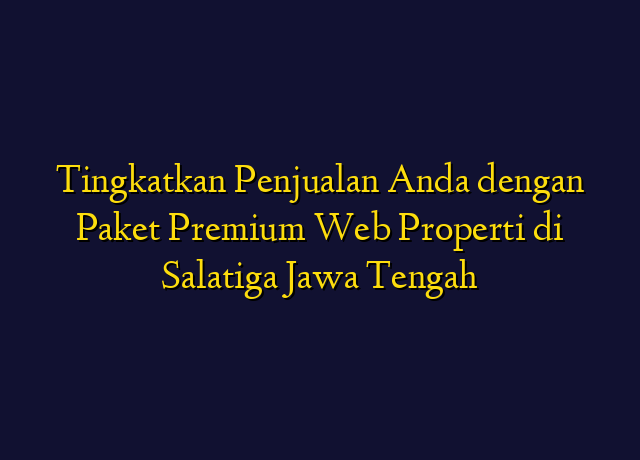 Tingkatkan Penjualan Anda dengan
Paket Premium Web Properti di
Salatiga Jawa Tengah